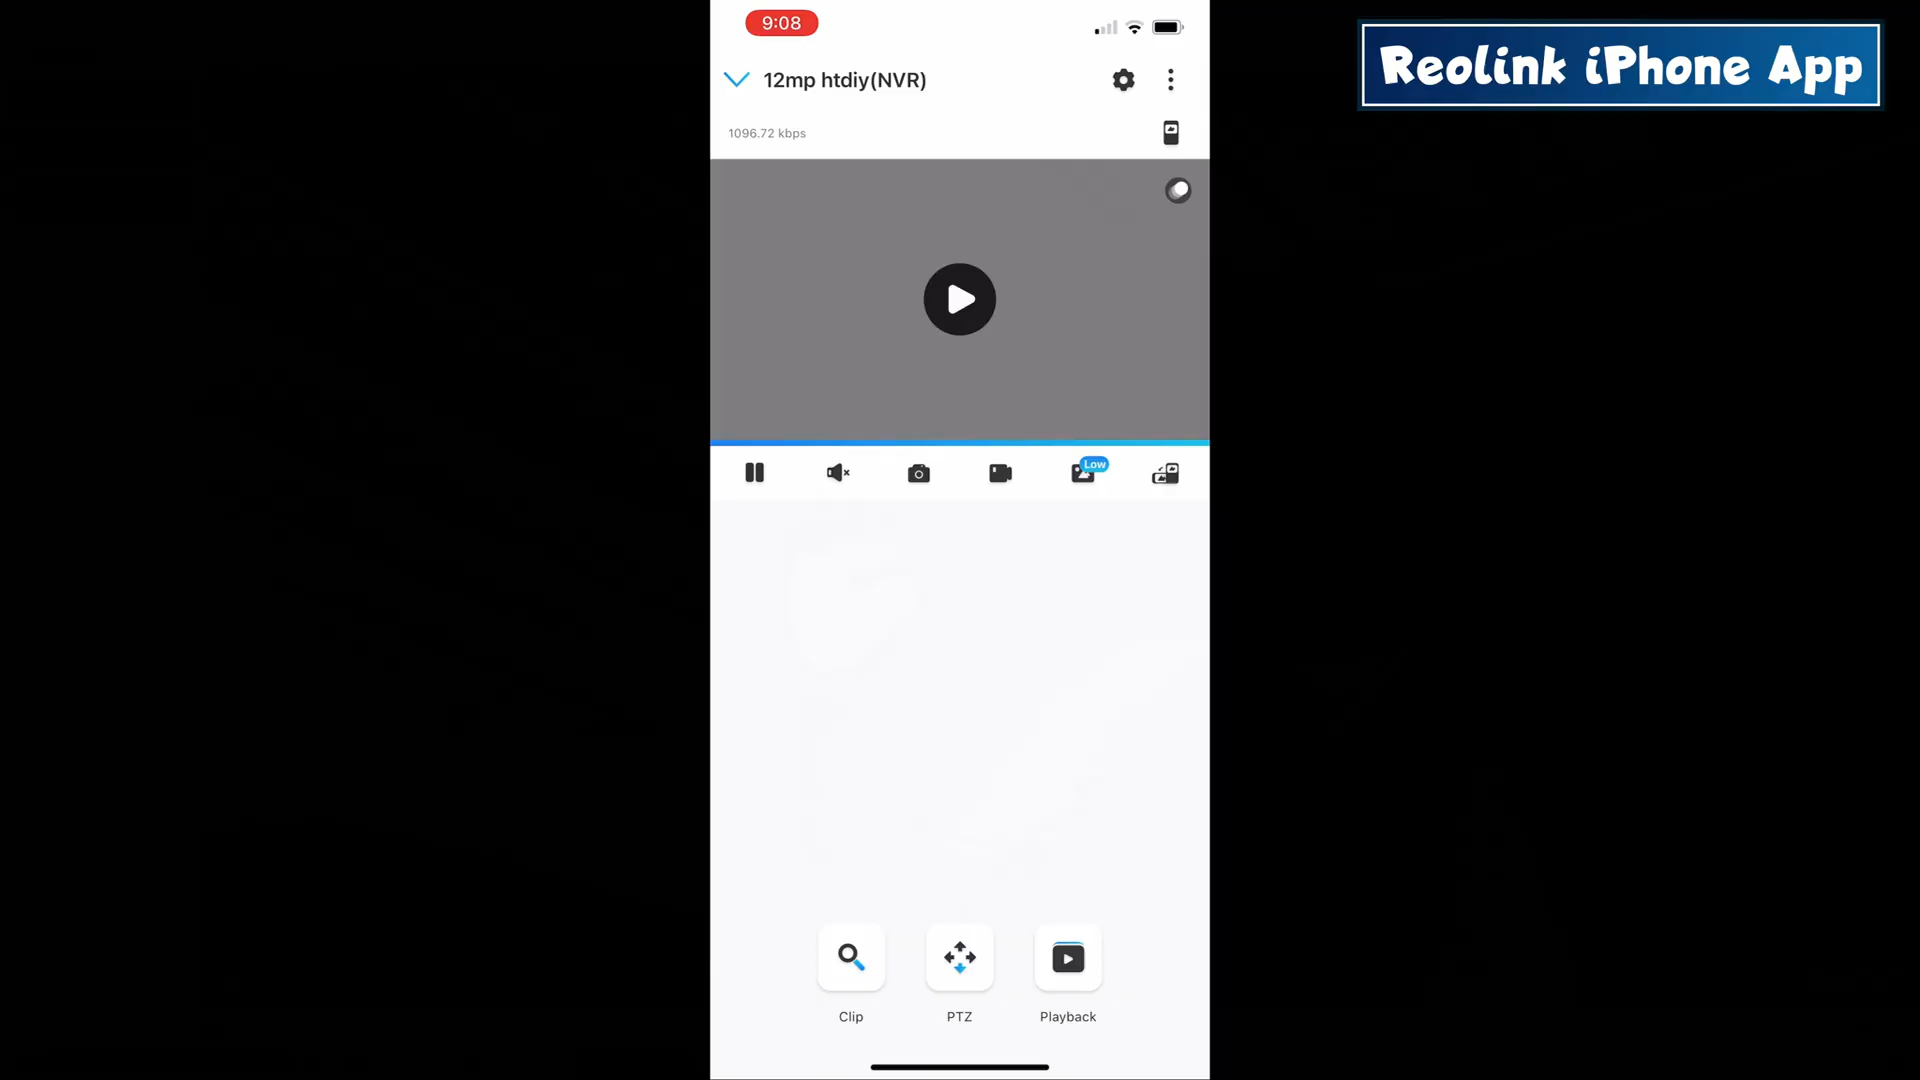 9:08
Reolink iPhone App
12mp htdiy(NVR)
1096.72 kbps
Low
Clip
PTZ
Playback